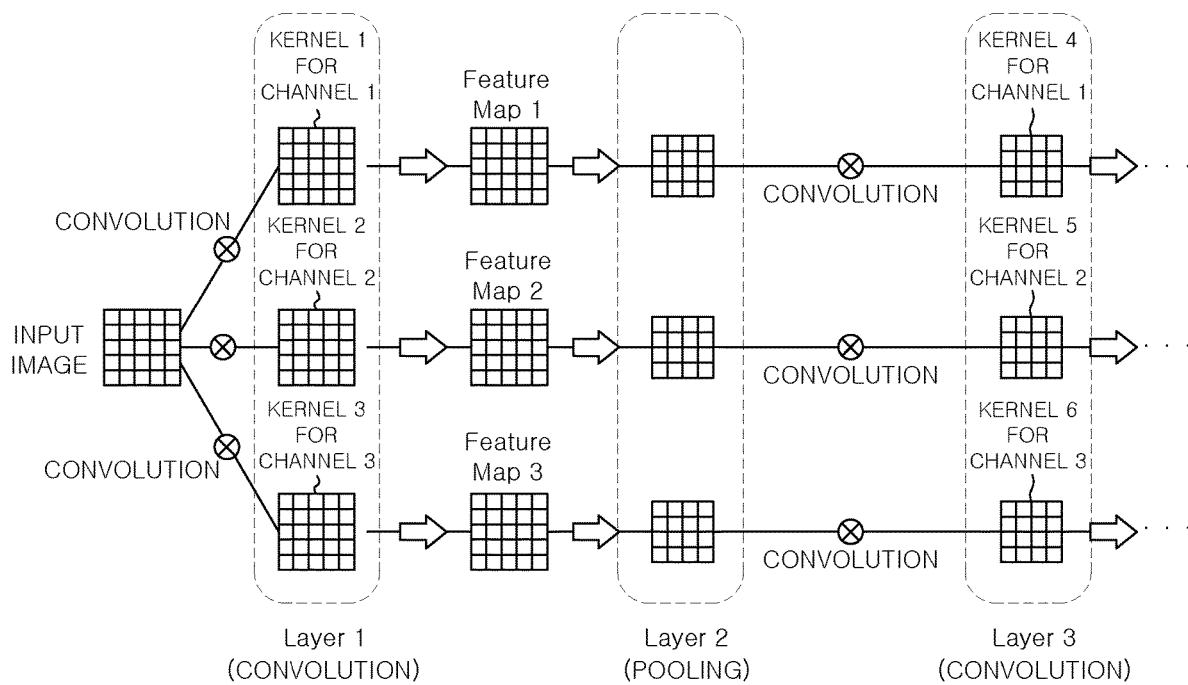 KERNEL 1
FOR
CHANNEL 1
Feature
Map 1
KERNEL 4
FOR
CHANNEL 1
CONVOLUTION
CONVOLUTION
KERNEL 2
FOR
CHANNEL 2
Feature
Map 2
KERNEL 5
FOR
CHANNEL 2
INPUT
IMAGE
CONVOLUTION
KERNEL 3
FOR
CHANNEL 3
Feature
Map 3
KERNEL 6
FOR
CHANNEL 3
CONVOLUTION
CONVOLUTION
Layer 1
(CONVOLUTION)
Layer 2
(POOLING)
Layer 3
(CONVOLUTION)